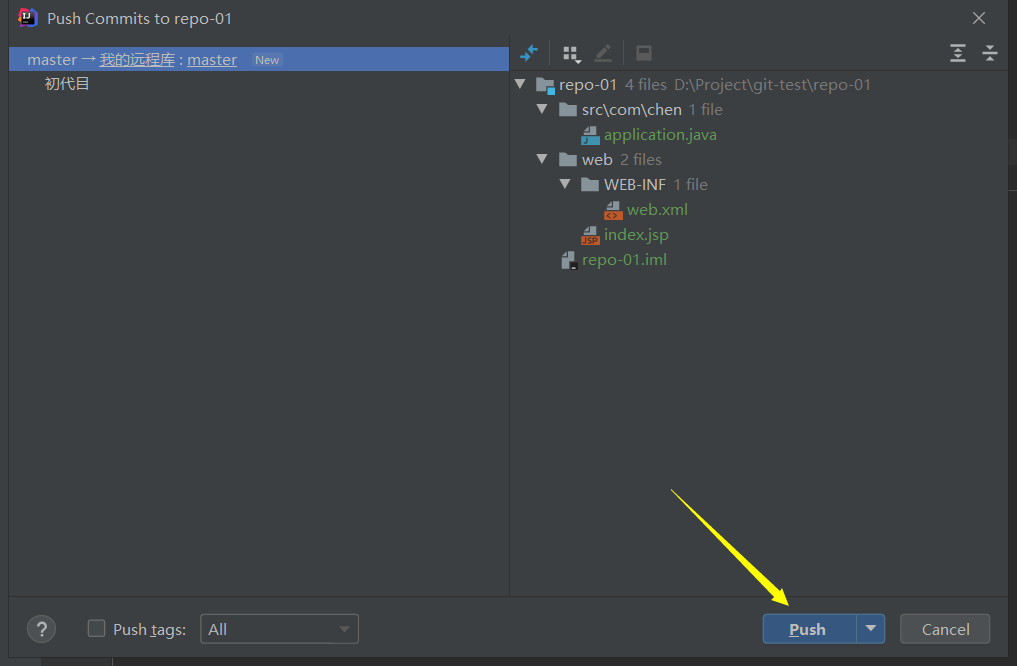 Push Commits to repo-01
master → 我的远程库 : master New
初代目
repo-01 4 files D:\Project\git-test\repo-01
src\com\chen 1 file
application.java
web 2 files
WEB-INF 1 file
web.xml
index.jsp
repo-01.iml
? Push tags: All Push Cancel